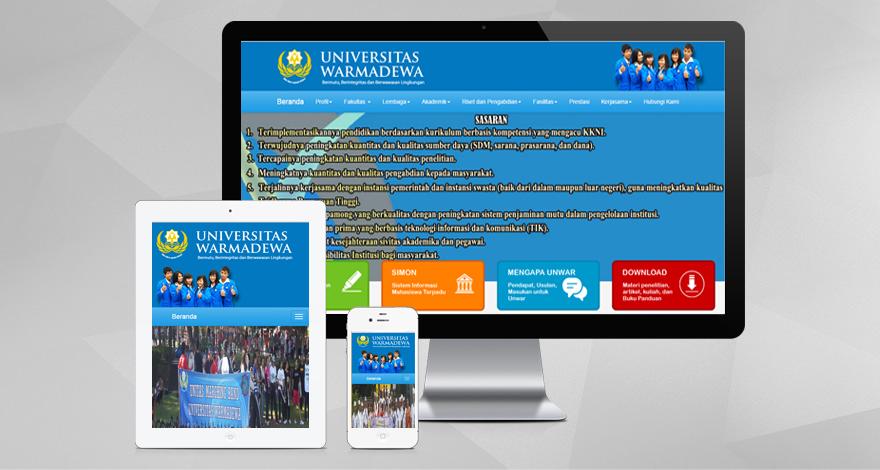 UNIVERSITAS
WARMADEWA
Bermutu, Berintegritas dan Berwawasan Lingkungan
Beranda Profil Fakultas Lembaga Akademik Riset dan Pengabdian Fasilitas Prestasi Kerjasama Hubungi Kami
SASARAN
1. Terimplementasikannya pendidikan berdasarkan kurikulum berbasis kompetensi yang mengacu KKNI.
2. Terwujudnya peningkatan kuantitas dan kualitas sumber daya (SDM, sarana, prasarana, dan dana).
3. Tercapainya peningkatan kuantitas dan kualitas penelitian.
4. Meningkatnya kuantitas dan kualitas pengabdian kepada masyarakat.
5. Terjalinnya kerjasama dengan instansi pemerintah dan instansi swasta (baik dari dalam maupun luar negeri), guna meningkatkan kualitas
Tinggi.
pamong yang berkualitas dengan peningkatan sistem penjaminan mutu dalam pengelolaan institusi.
prima yang berbasis teknologi informasi dan komunikasi (TIK).
kesejahteraan sivitas akademika dan pegawai.
Institusi bagi masyarakat.
SIMON
Sistem Informasi
Mahasiswa Terpadu
MENGAPA UNWAR
Pendapat, Usulan,
Masukan untuk
Unwar
DOWNLOAD
Materi penelitian,
artikel, kuliah, dan
Buku Panduan
UNIVERSITAS
WARMADEWA
Bermutu, Berintegritas dan Berwawasan Lingkungan
Beranda
UNITAS MARCHING BAND
UNIVERSITAS WARMADEWA
UNIVERSITAS
WARMADEWA
Beranda